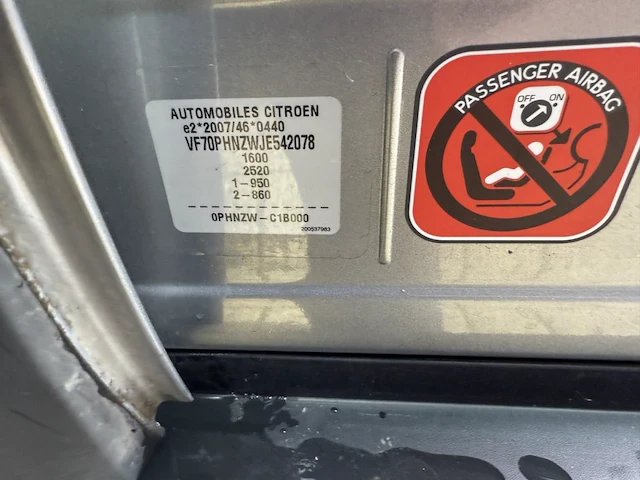 AUTOMOBILES CITROEN
e2*2007/46*0440
VF70PHNZWJE542078
1600
2520
1-950
2-860
0PHNZW-C1B000
200537983
PASSENGER AIRBAG
OFF ON